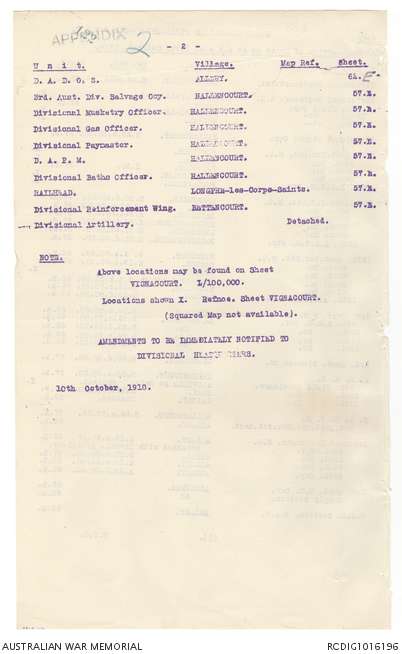 APPENDIX 2
- 2 -
U n i t. Village. Map Ref. Sheet.
D. A. D. O. S. ALLERY. 64.E
3rd. Aust. Div. Salvage Coy. HALLENCOURT. 57.E.
Divisional Musketry Officer. HALLENCOURT. 57.E.
Divisional Gas Officer. HALLENCOURT. 57.E.
Divisional Paymaster. HALLENCOURT. 57.E.
D. A. P. M. HALLENCOURT. 57.E.
Divisional Baths Officer. HALLENCOURT. 57.E.
RAILHEAD. LONGPRE-les-Corps-Saints. 57.E.
Divisional Reinforcement Wing. BETTENCOURT. 57.E.
Divisional Artillery. Detached.
NOTE.
Above locations may be found on Sheet
VIGNACOURT. 1/100,000.
Locations shown X. Refnce. Sheet VIGNACOURT.
(Squared Map not available).
AMENDMENTS TO BE IMMEDIATELY NOTIFIED TO
DIVISIONAL HEADQUARTERS.
10th October, 1918.
AUSTRALIAN WAR MEMORIAL RCDIG1016196